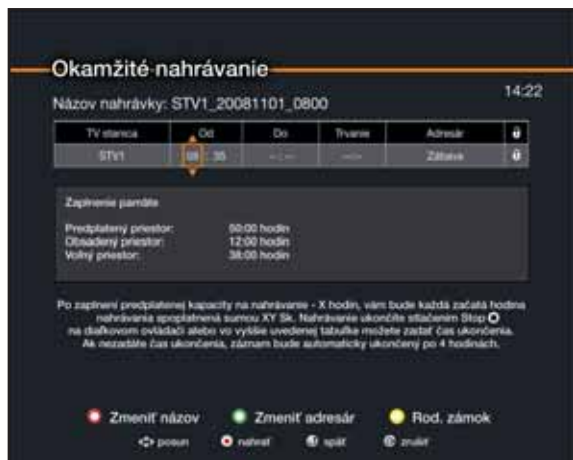 Okamžité nahrávanie
14:22
Názov nahrávky: STV1_20081101_0800
TV stanica Od Do Trvanie Adresár
STV1 08 : 35 --:-- --:-- Zábava
Zaplnenie pamäte
Predplatený priestor: 50:00 hodín
Obsadený priestor: 12:00 hodín
Voľný priestor: 38:00 hodín
Po zaplnení predplatenej kapacity na nahrávanie - X hodín, vám bude každá začatá hodina
nahrávania spoplatnená sumou XY Sk. Nahrávanie ukončíte stlačením Stop
na diaľkovom ovládači alebo vo vyššie uvedenej tabuľke možete zadať čas ukončenia.
Ak nezadáte čas ukončenia, záznam bude automaticky ukončený po 4 hodinách.
Zmeniť názov Zmeniť adresár Rod. zámok
posun nahrať späť zrušiť